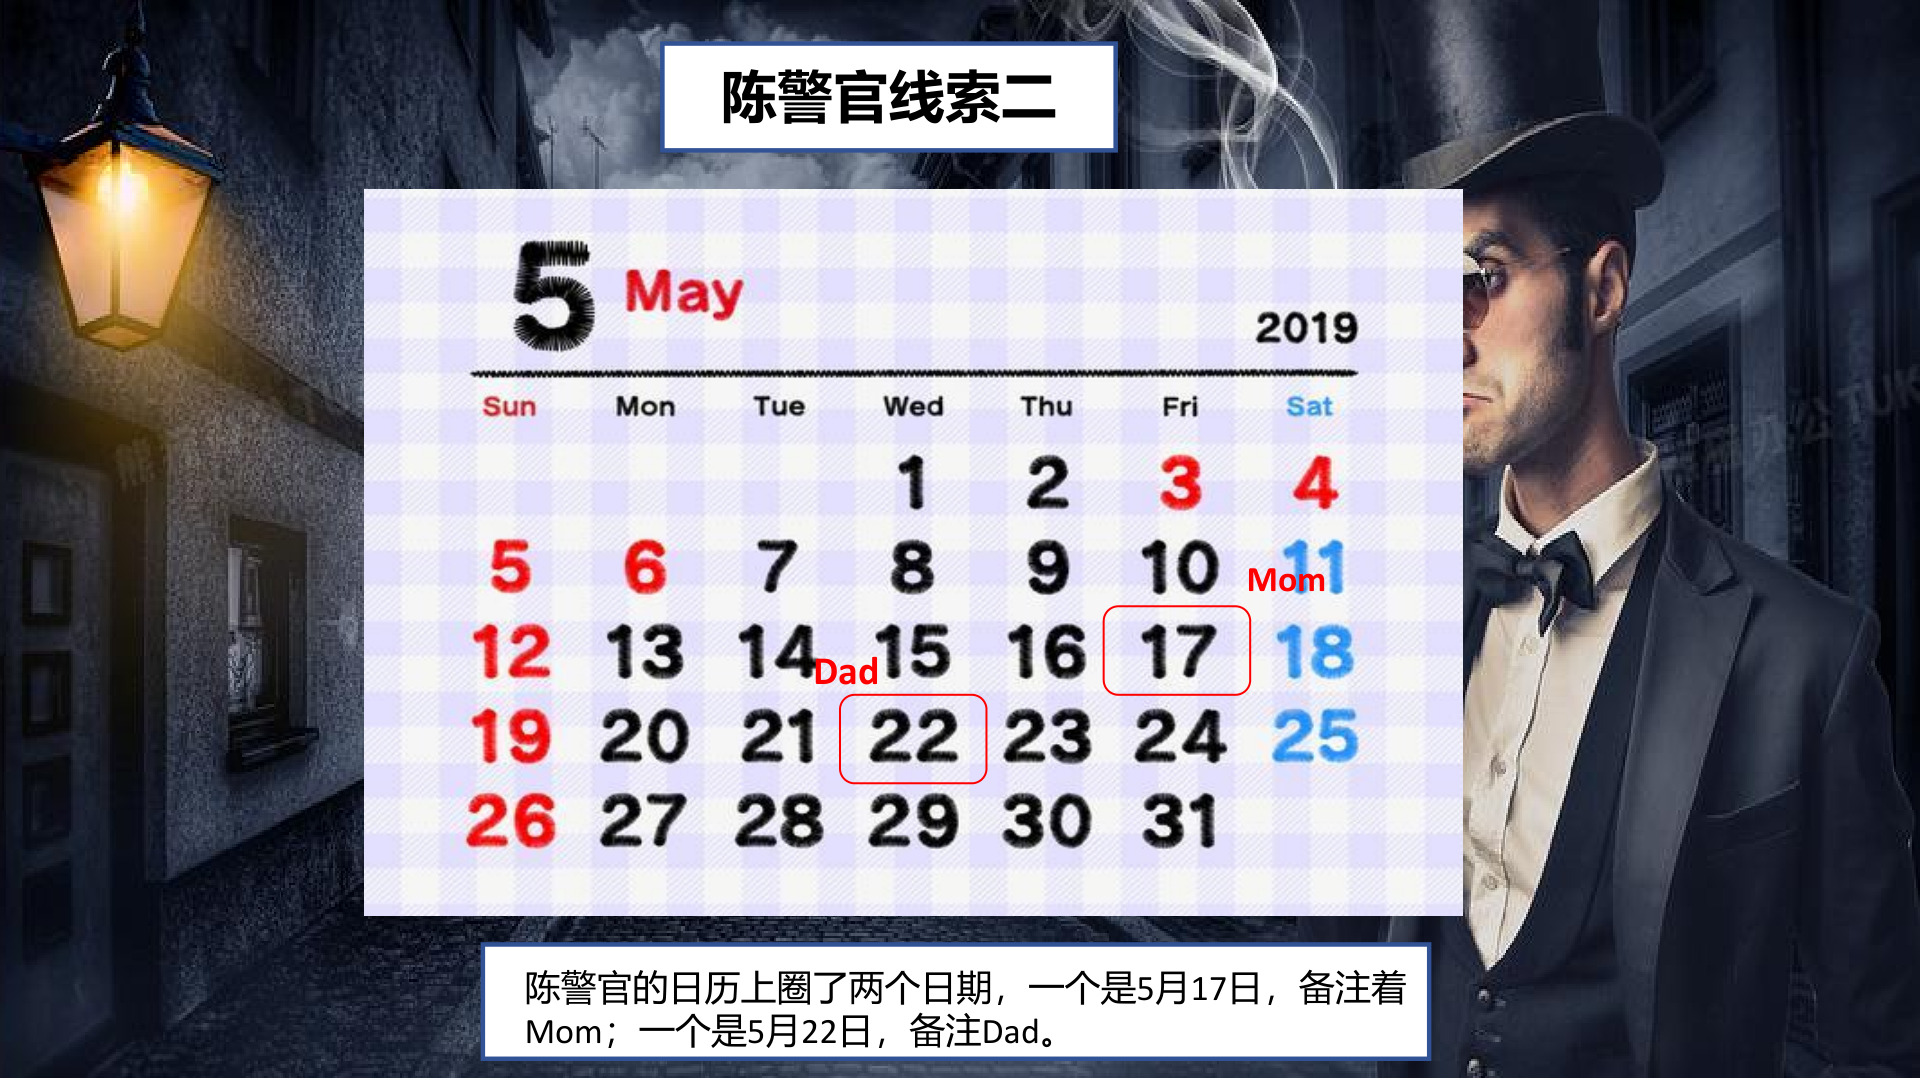 陈警官线索二
5 May
2019
Sun Mon Tue Wed Thu Fri Sat
1 2 3 4
5 6 7 8 9 10 11
Mom
12 13 14 15 16 17 18
Dad
19 20 21 22 23 24 25
26 27 28 29 30 31
陈警官的日历上圈了两个日期，一个是5月17日，备注着
Mom；一个是5月22日，备注Dad。
办公 TUK